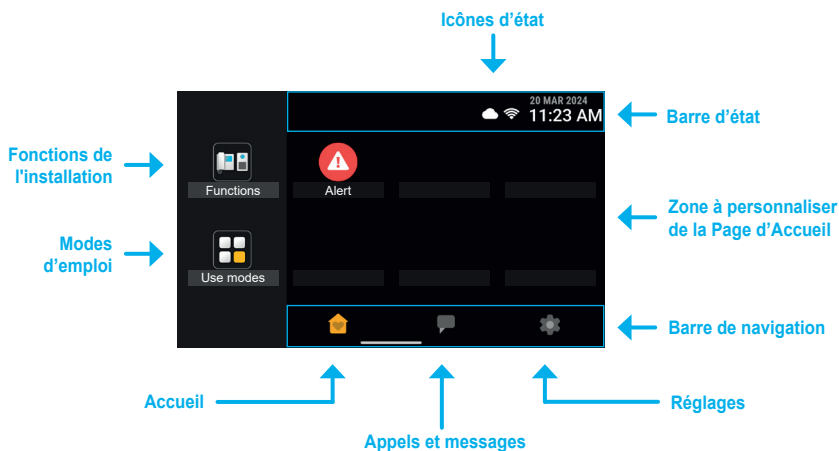 Icônes d’état
20 MAR 2024
11:23 AM
Barre d’état
Fonctions de
l'installation
Functions
Alert
Zone à personnaliser
de la Page d’Accueil
Modes
d’emploi
Use modes
Barre de navigation
Accueil
Réglages
Appels et messages